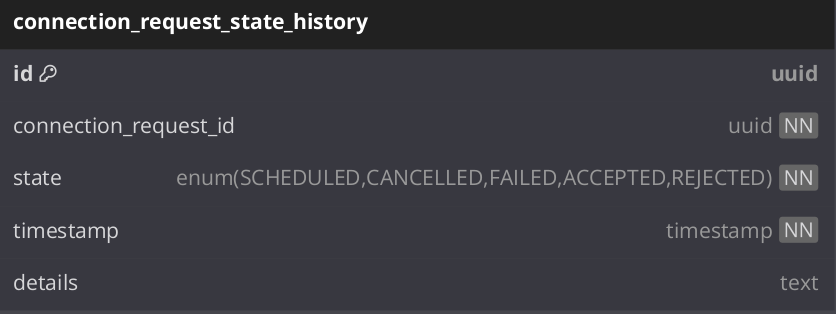 connection_request_state_history
id uuid
connection_request_id uuid NN
state enum(SCHEDULED,CANCELLED,FAILED,ACCEPTED,REJECTED) NN
timestamp timestamp NN
details text